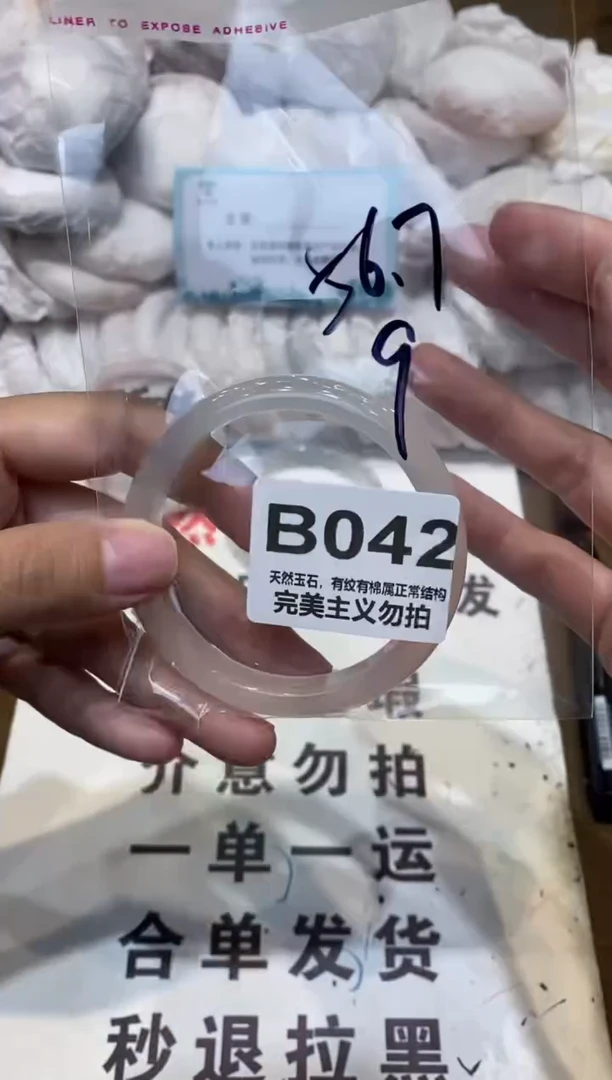 LINER TO EXPOSE ADHESIVE
56.7
9
B042
天然玉石，有纹有棉属正常结构
完美主义勿拍
发
介意勿拍
一单一运
合单发货
秒退拉黑